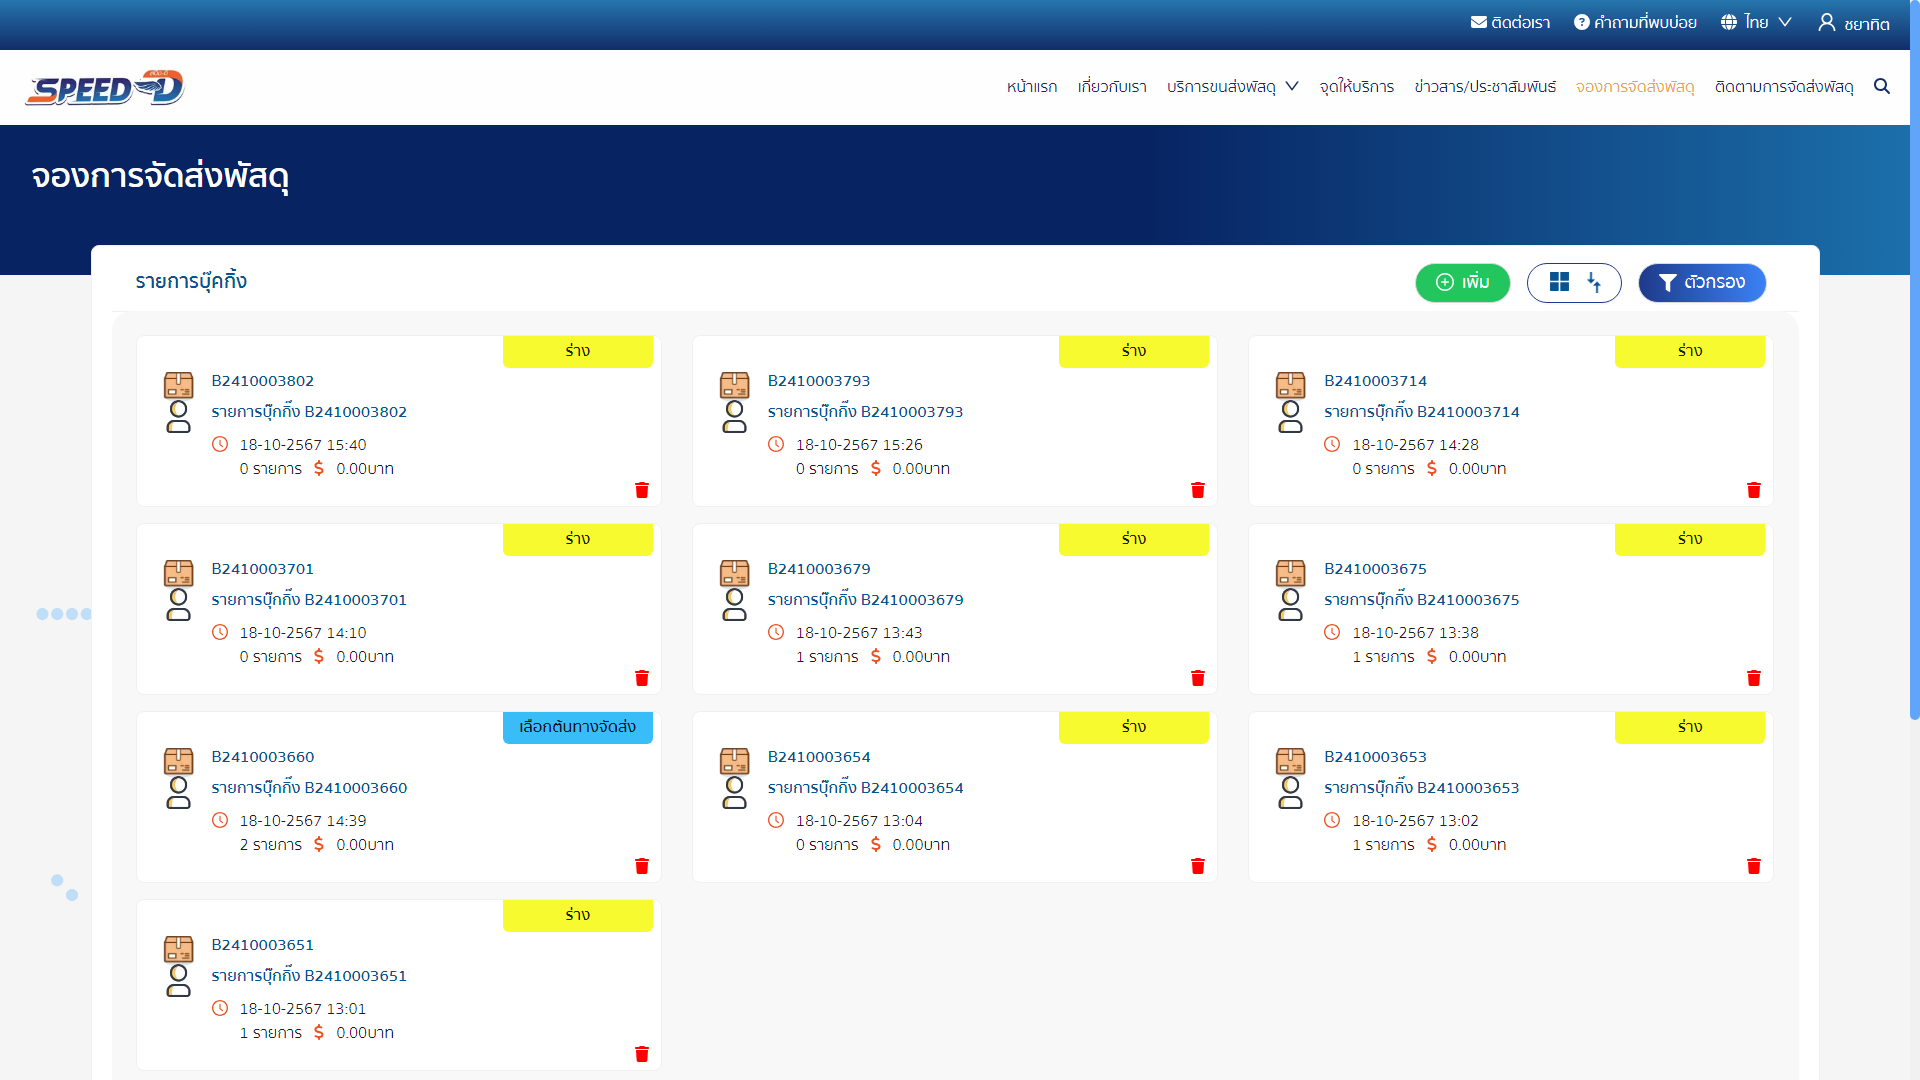 ติดต่อเรา คำถามที่พบบ่อย ไทย ชยาทิต
SPEED-D
หน้าแรก เกี่ยวกับเรา บริการขนส่งพัสดุ จุดให้บริการ ข่าวสาร/ประชาสัมพันธ์ จองการจัดส่งพัสดุ ติดตามการจัดส่งพัสดุ
จองการจัดส่งพัสดุ
รายการบุ๊คกิ้ง เพิ่ม ตัวกรอง
ร่าง
B2410003802
รายการบุ๊กกิ้ง B2410003802
18-10-2567 15:40
0 รายการ $ 0.00บาท
ร่าง
B2410003793
รายการบุ๊กกิ้ง B2410003793
18-10-2567 15:26
0 รายการ $ 0.00บาท
ร่าง
B2410003714
รายการบุ๊กกิ้ง B2410003714
18-10-2567 14:28
0 รายการ $ 0.00บาท
ร่าง
B2410003701
รายการบุ๊กกิ้ง B2410003701
18-10-2567 14:10
0 รายการ $ 0.00บาท
ร่าง
B2410003679
รายการบุ๊กกิ้ง B2410003679
18-10-2567 13:43
1 รายการ $ 0.00บาท
ร่าง
B2410003675
รายการบุ๊กกิ้ง B2410003675
18-10-2567 13:38
1 รายการ $ 0.00บาท
เลือกต้นทางจัดส่ง
B2410003660
รายการบุ๊กกิ้ง B2410003660
18-10-2567 14:39
2 รายการ $ 0.00บาท
ร่าง
B2410003654
รายการบุ๊กกิ้ง B2410003654
18-10-2567 13:04
0 รายการ $ 0.00บาท
ร่าง
B2410003653
รายการบุ๊กกิ้ง B2410003653
18-10-2567 13:02
1 รายการ $ 0.00บาท
ร่าง
B2410003651
รายการบุ๊กกิ้ง B2410003651
18-10-2567 13:01
1 รายการ $ 0.00บาท